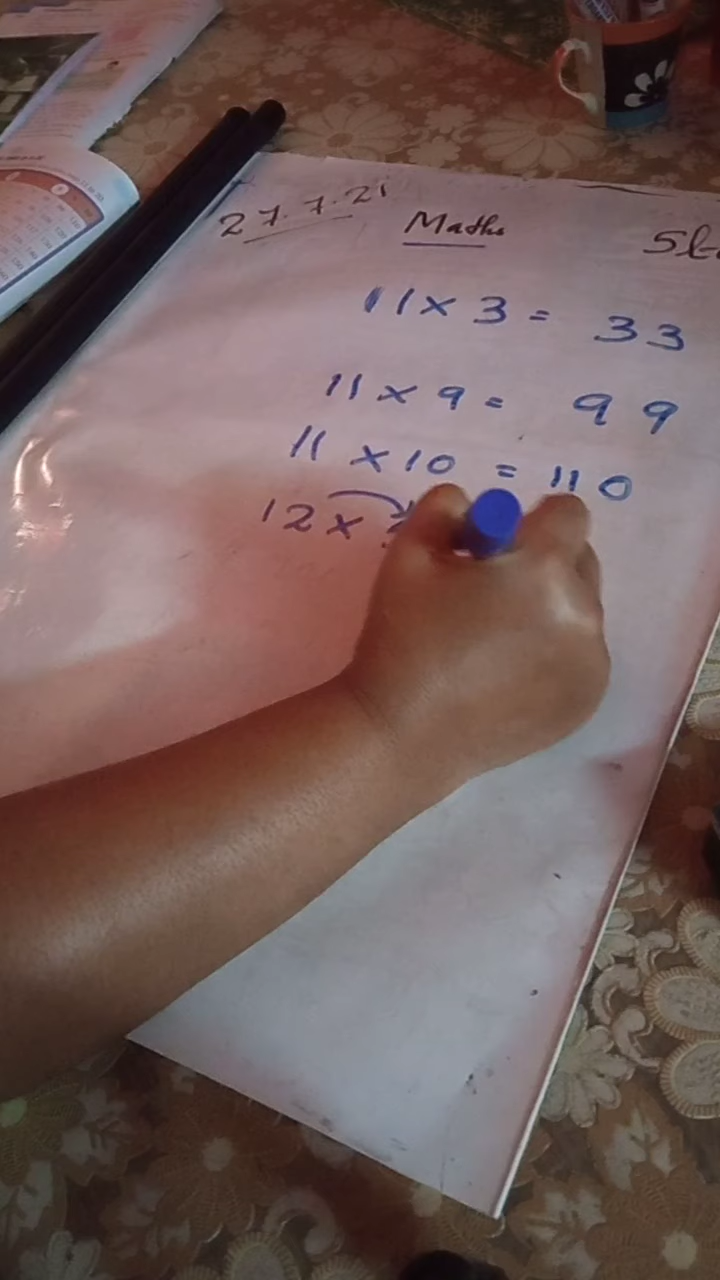 27.7.21 Maths
11 x 3 = 33
11 x 9 = 99
11 x 10 = 110
12 x